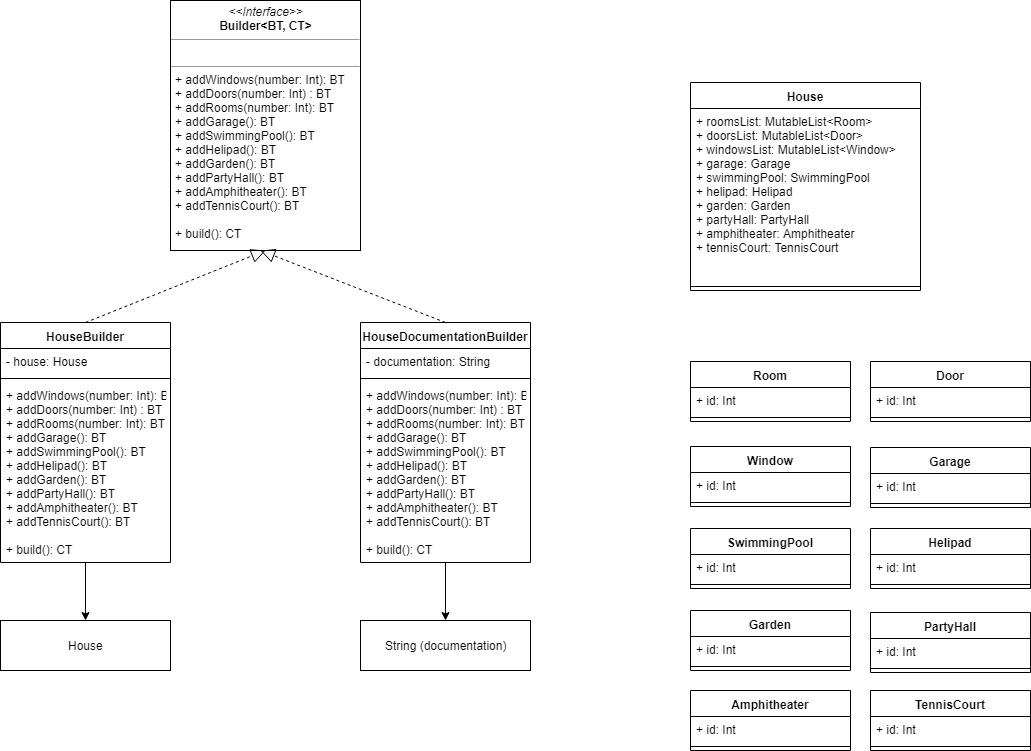 <<Interface>>
Builder<BT, CT>
+ addWindows(number: Int): BT
+ addDoors(number: Int) : BT
+ addRooms(number: Int): BT
+ addGarage(): BT
+ addSwimmingPool(): BT
+ addHelipad(): BT
+ addGarden(): BT
+ addPartyHall(): BT
+ addAmphitheater(): BT
+ addTennisCourt(): BT
+ build(): CT
House
+ roomsList: MutableList<Room>
+ doorsList: MutableList<Door>
+ windowsList: MutableList<Window>
+ garage: Garage
+ swimmingPool: SwimmingPool
+ helipad: Helipad
+ garden: Garden
+ partyHall: PartyHall
+ amphitheater: Amphitheater
+ tennisCourt: TennisCourt
HouseBuilder
- house: House
+ addWindows(number: Int): B
+ addDoors(number: Int) : BT
+ addRooms(number: Int): BT
+ addGarage(): BT
+ addSwimmingPool(): BT
+ addHelipad(): BT
+ addGarden(): BT
+ addPartyHall(): BT
+ addAmphitheater(): BT
+ addTennisCourt(): BT
+ build(): CT
House
HouseDocumentationBuilder
- documentation: String
+ addWindows(number: Int): B
+ addDoors(number: Int) : BT
+ addRooms(number: Int): BT
+ addGarage(): BT
+ addSwimmingPool(): BT
+ addHelipad(): BT
+ addGarden(): BT
+ addPartyHall(): BT
+ addAmphitheater(): BT
+ addTennisCourt(): BT
+ build(): CT
String (documentation)
Room
+ id: Int
Door
+ id: Int
Window
+ id: Int
Garage
+ id: Int
SwimmingPool
+ id: Int
Helipad
+ id: Int
Garden
+ id: Int
PartyHall
+ id: Int
Amphitheater
+ id: Int
TennisCourt
+ id: Int